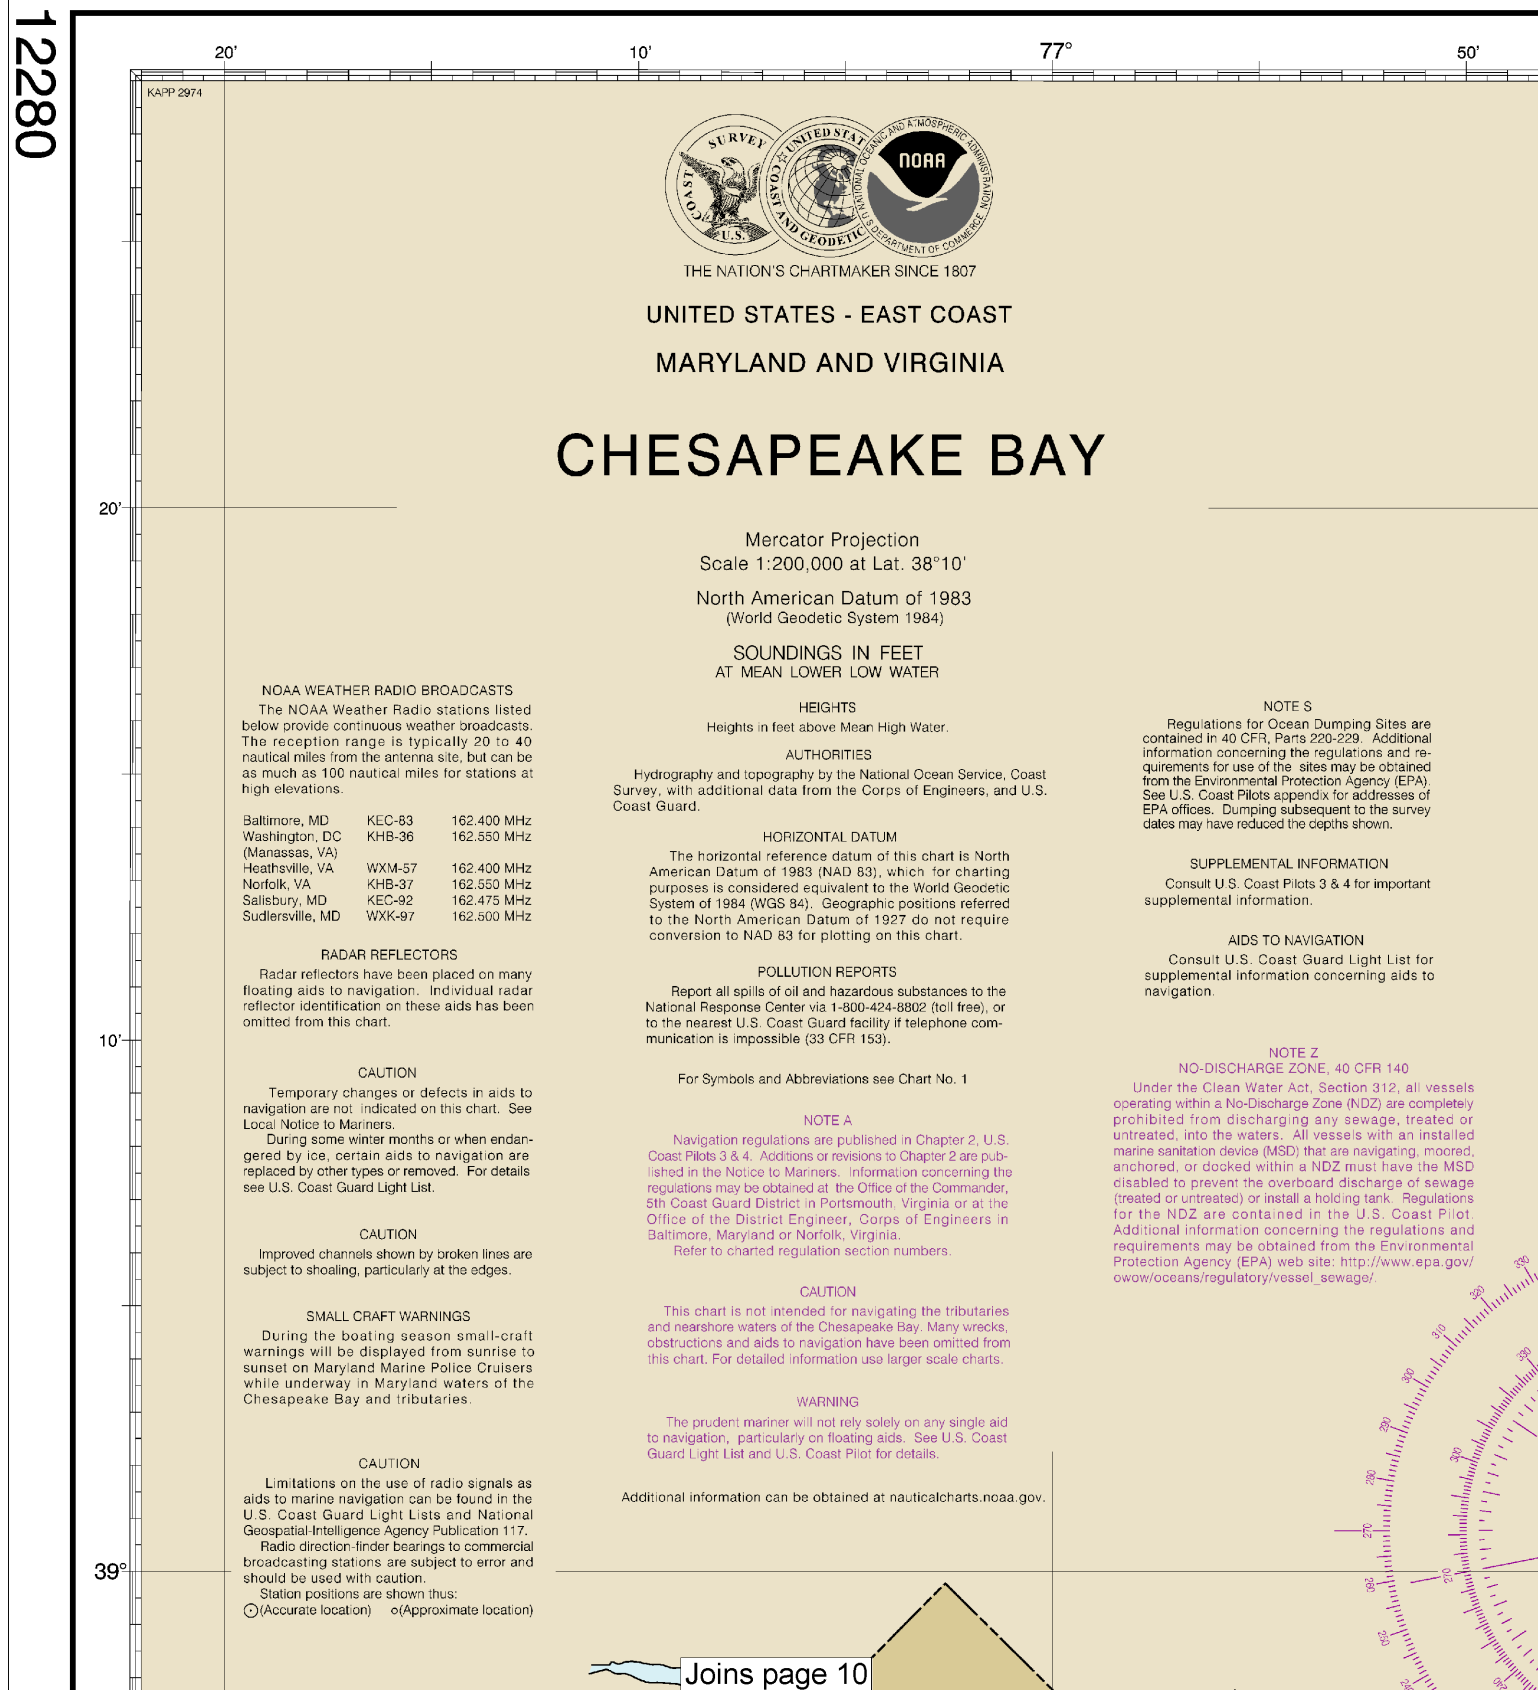 12280
20'
10'
77°
50'
KAPP 2974
SURVEY
COAST
U.S.
UNITED STAT
COAST AND GEODETIC
NATIONAL OCEANIC AND ATMOSPHERIC ADMINISTRATION
U.S. DEPARTMENT OF COMMERCE
NOAA
THE NATION'S CHARTMAKER SINCE 1807
UNITED STATES - EAST COAST
MARYLAND AND VIRGINIA
CHESAPEAKE BAY
20'
Mercator Projection
Scale 1:200,000 at Lat. 38°10'
North American Datum of 1983
(World Geodetic System 1984)
SOUNDINGS IN FEET
AT MEAN LOWER LOW WATER
NOAA WEATHER RADIO BROADCASTS
The NOAA Weather Radio stations listed
below provide continuous weather broadcasts.
The reception range is typically 20 to 40
nautical miles from the antenna site, but can be
as much as 100 nautical miles for stations at
high elevations.
Baltimore, MD KEC-83 162.400 MHz
Washington, DC KHB-36 162.550 MHz
(Manassas, VA)
Heathsville, VA WXM-57 162.400 MHz
Norfolk, VA KHB-37 162.550 MHz
Salisbury, MD KEC-92 162.475 MHz
Sudlersville, MD WXK-97 162.500 MHz
RADAR REFLECTORS
Radar reflectors have been placed on many
floating aids to navigation. Individual radar
reflector identification on these aids has been
omitted from this chart.
10'
CAUTION
Temporary changes or defects in aids to
navigation are not indicated on this chart. See
Local Notice to Mariners.
During some winter months or when endan-
gered by ice, certain aids to navigation are
replaced by other types or removed. For details
see U.S. Coast Guard Light List.
CAUTION
Improved channels shown by broken lines are
subject to shoaling, particularly at the edges.
SMALL CRAFT WARNINGS
During the boating season small-craft
warnings will be displayed from sunrise to
sunset on Maryland Marine Police Cruisers
while underway in Maryland waters of the
Chesapeake Bay and tributaries.
CAUTION
Limitations on the use of radio signals as
aids to marine navigation can be found in the
U.S. Coast Guard Light Lists and National
Geospatial-Intelligence Agency Publication 117.
Radio direction-finder bearings to commercial
broadcasting stations are subject to error and
should be used with caution.
Station positions are shown thus:
(Accurate location) o(Approximate location)
39°
HEIGHTS
Heights in feet above Mean High Water.
AUTHORITIES
Hydrography and topography by the National Ocean Service, Coast
Survey, with additional data from the Corps of Engineers, and U.S.
Coast Guard.
HORIZONTAL DATUM
The horizontal reference datum of this chart is North
American Datum of 1983 (NAD 83), which for charting
purposes is considered equivalent to the World Geodetic
System of 1984 (WGS 84). Geographic positions referred
to the North American Datum of 1927 do not require
conversion to NAD 83 for plotting on this chart.
POLLUTION REPORTS
Report all spills of oil and hazardous substances to the
National Response Center via 1-800-424-8802 (toll free), or
to the nearest U.S. Coast Guard facility if telephone com-
munication is impossible (33 CFR 153).
For Symbols and Abbreviations see Chart No. 1
NOTE A
Navigation regulations are published in Chapter 2, U.S.
Coast Pilots 3 & 4. Additions or revisions to Chapter 2 are pub-
lished in the Notice to Mariners. Information concerning the
regulations may be obtained at the Office of the Commander,
5th Coast Guard District in Portsmouth, Virginia or at the
Office of the District Engineer, Corps of Engineers in
Baltimore, Maryland or Norfolk, Virginia.
Refer to charted regulation section numbers.
CAUTION
This chart is not intended for navigating the tributaries
and nearshore waters of the Chesapeake Bay. Many wrecks,
obstructions and aids to navigation have been omitted from
this chart. For detailed information use larger scale charts.
WARNING
The prudent mariner will not rely solely on any single aid
to navigation, particularly on floating aids. See U.S. Coast
Guard Light List and U.S. Coast Pilot for details.
Additional information can be obtained at nauticalcharts.noaa.gov.
NOTE S
Regulations for Ocean Dumping Sites are
contained in 40 CFR, Parts 220-229. Additional
information concerning the regulations and re-
quirements for use of the sites may be obtained
from the Environmental Protection Agency (EPA).
See U.S. Coast Pilots appendix for addresses of
EPA offices. Dumping subsequent to the survey
dates may have reduced the depths shown.
SUPPLEMENTAL INFORMATION
Consult U.S. Coast Pilots 3 & 4 for important
supplemental information.
AIDS TO NAVIGATION
Consult U.S. Coast Guard Light List for
supplemental information concerning aids to
navigation.
NOTE Z
NO-DISCHARGE ZONE, 40 CFR 140
Under the Clean Water Act, Section 312, all vessels
operating within a No-Discharge Zone (NDZ) are completely
prohibited from discharging any sewage, treated or
untreated, into the waters. All vessels with an installed
marine sanitation device (MSD) that are navigating, moored,
anchored, or docked within a NDZ must have the MSD
disabled to prevent the overboard discharge of sewage
(treated or untreated) or install a holding tank. Regulations
for the NDZ are contained in the U.S. Coast Pilot.
Additional information concerning the regulations and
requirements may be obtained from the Environmental
Protection Agency (EPA) web site: http://www.epa.gov/
owow/oceans/regulatory/vessel_sewage/.
330
320
310
300
290
280
270
260
250
330
300
270
Joins page 10